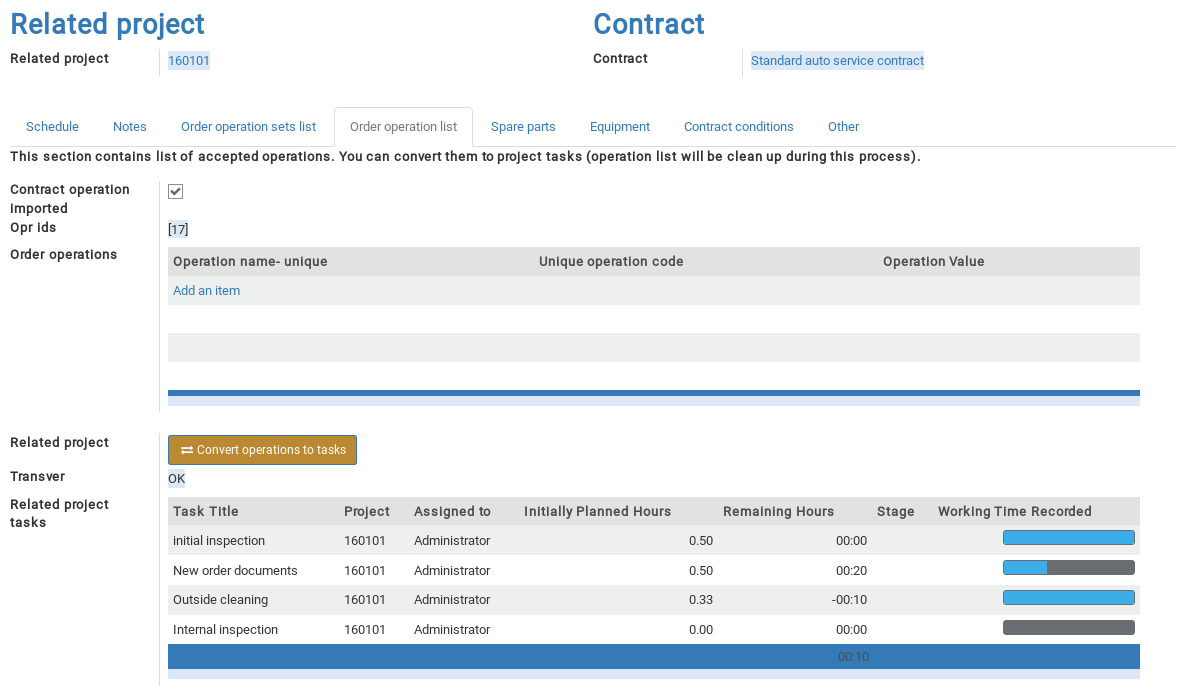 Related project Contract
Related project 160101 Contract Standard auto service contract
Schedule Notes Order operation sets list Order operation list Spare parts Equipment Contract conditions Other
This section contains list of accepted operations. You can convert them to project tasks (operation list will be clean up during this process).
Contract operation
imported
Opr ids [17]
Order operations Operation name- unique Unique operation code Operation Value
Add an item
Related project Convert operations to tasks
Transver OK
Related project
tasks
Task Title Project Assigned to Initially Planned Hours Remaining Hours Stage Working Time Recorded
initial inspection 160101 Administrator 0.50 00:00
New order documents 160101 Administrator 0.50 00:20
Outside cleaning 160101 Administrator 0.33 -00:10
Internal inspection 160101 Administrator 0.00 00:00
00:10